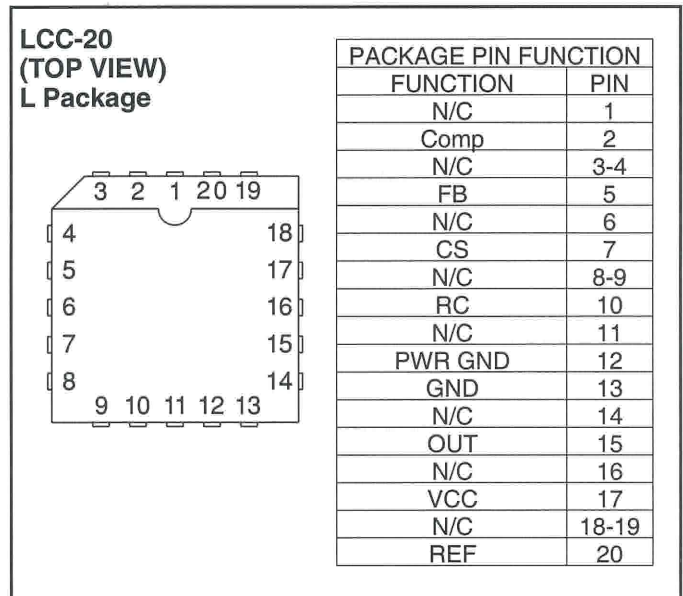 LCC-20
(TOP VIEW)
L Package
3 2 1 20 19
4 18
5 17
6 16
7 15
8 14
9 10 11 12 13
PACKAGE PIN FUNCTION
FUNCTION PIN
N/C 1
Comp 2
N/C 3-4
FB 5
N/C 6
CS 7
N/C 8-9
RC 10
N/C 11
PWR GND 12
GND 13
N/C 14
OUT 15
N/C 16
VCC 17
N/C 18-19
REF 20